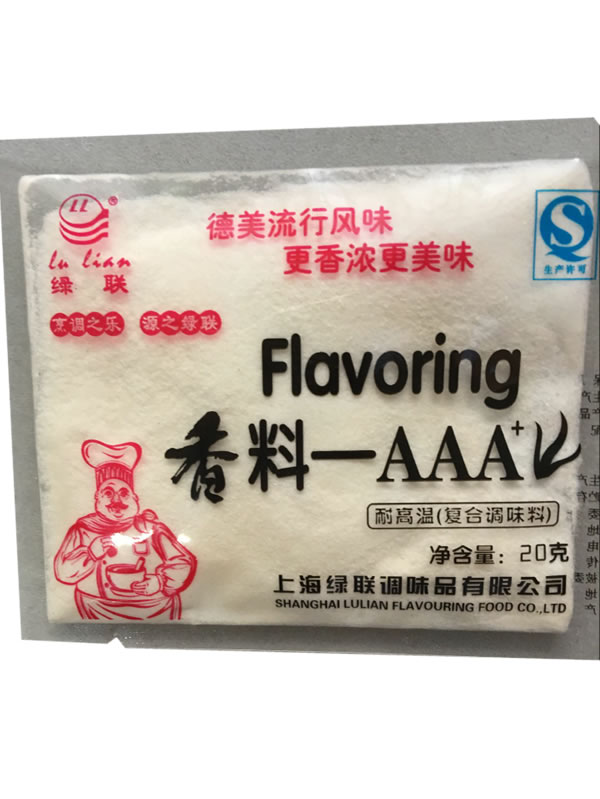 LL
®
lu lian
绿联
烹调之乐 源之绿联
德美流行风味
更香浓更美味
S
生产许可
Flavoring
香料一AAA+
耐高温(复合调味料)
净含量：20克
上海绿联调味品有限公司
SHANGHAI LULIAN FLAVOURING FOOD CO.,LTD